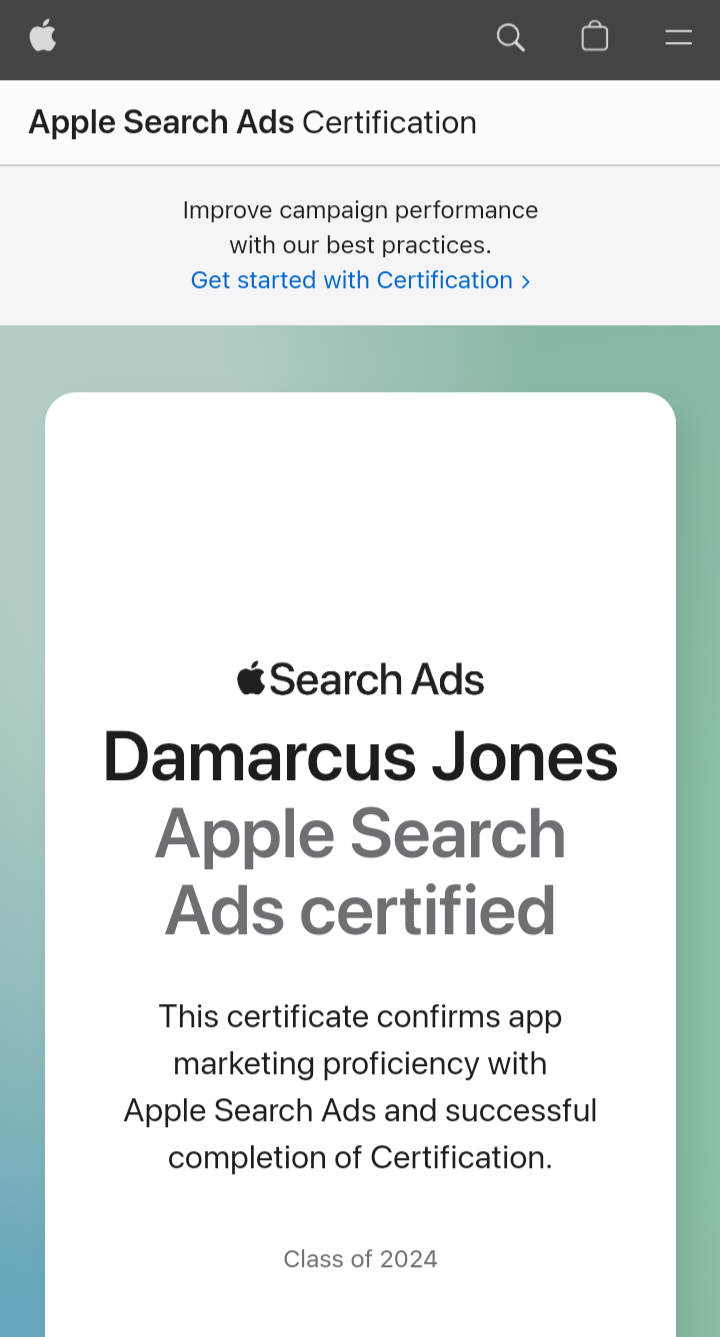 Apple Search Ads Certification
Improve campaign performance
with our best practices.
Get started with Certification ›
Search Ads
Damarcus Jones
Apple Search
Ads certified
This certificate confirms app
marketing proficiency with
Apple Search Ads and successful
completion of Certification.
Class of 2024